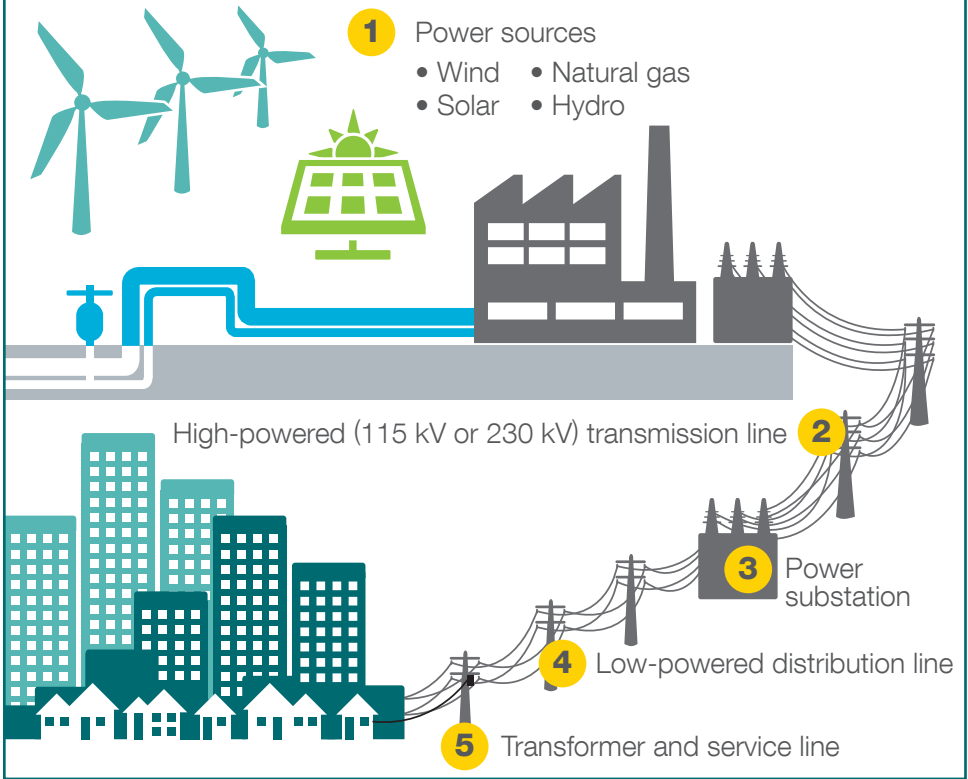 1 Power sources
• Wind • Natural gas
• Solar • Hydro
High-powered (115 kV or 230 kV) transmission line 2
3 Power
substation
4 Low-powered distribution line
5 Transformer and service line